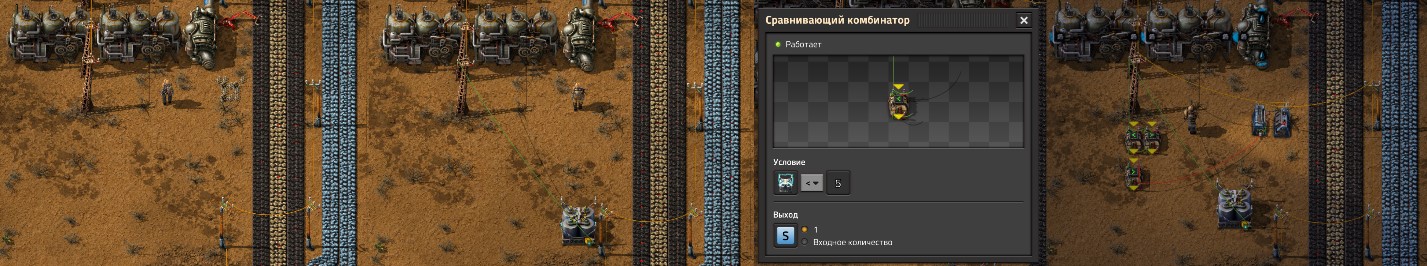 Сравнивающий комбинатор
Работает
Условие
< 5
Выход
S 1
Входное количество